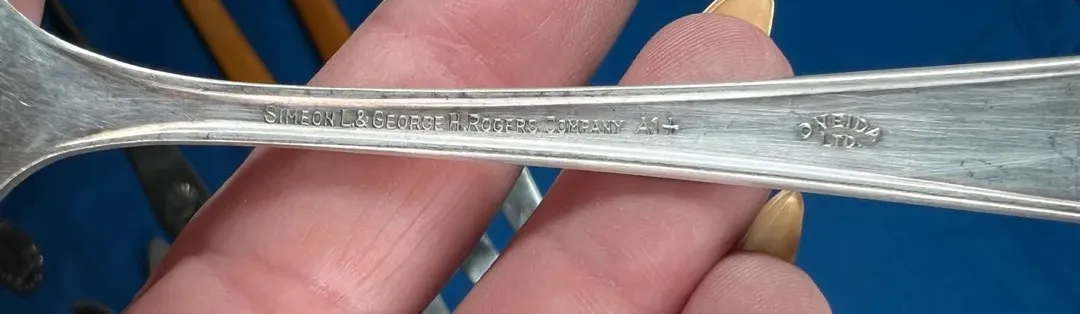 SIMEON L. & GEORGE H. ROGERS COMPANY A1+
ONEIDA
LTD.